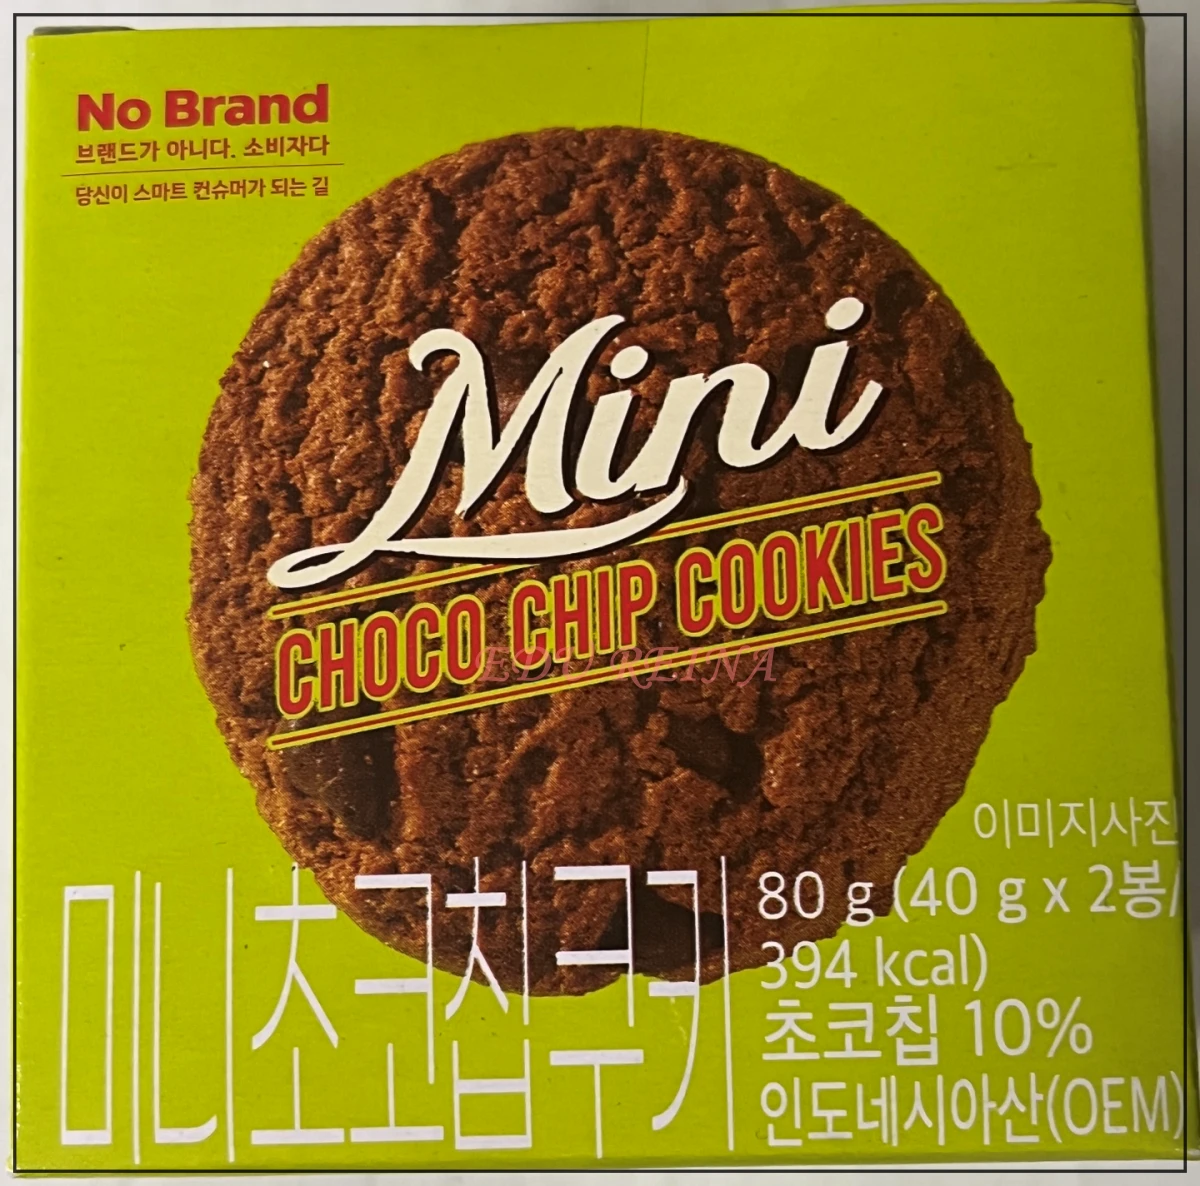 No Brand
브랜드가 아니다. 소비자다
당신이 스마트 컨슈머가 되는 길
Mini
CHOCO CHIP COOKIES
EDU REINA
이미지사진
미니초코칩쿠키
80 g (40 g x 2봉/
394 kcal)
초코칩 10%
인도네시아산(OEM)